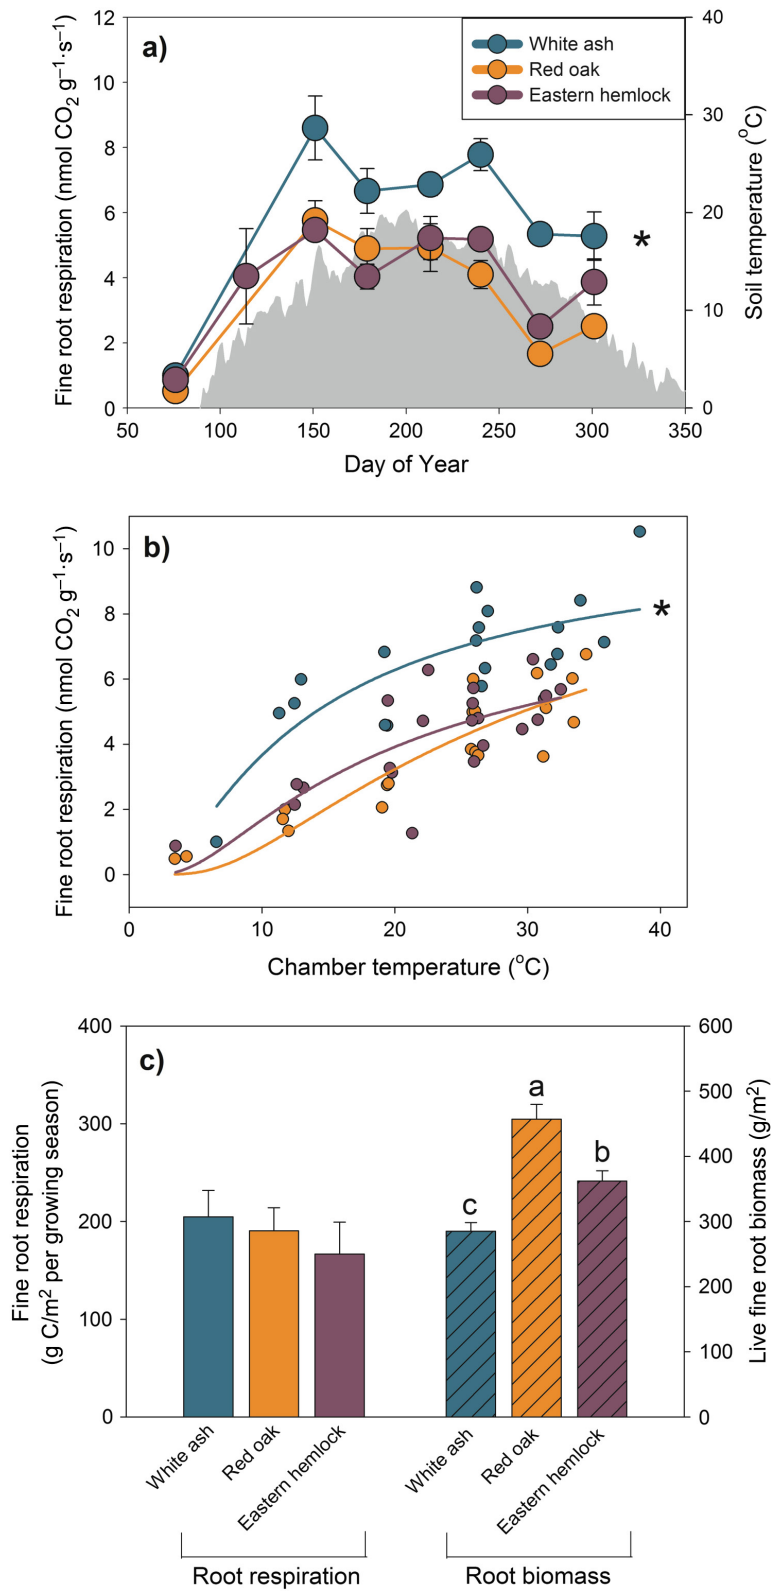 a)
White ash
Red oak
Eastern hemlock
Fine root respiration (nmol CO2 g−1·s−1)
12
10
8
6
4
2
0
Soil temperature (oC)
40
30
20
10
0
*
50 100 150 200 250 300 350
Day of Year
b)
Fine root respiration (nmol CO2 g−1·s−1)
10
8
6
4
2
0
*
0 10 20 30 40
Chamber temperature (oC)
c)
Fine root respiration
(g C/m2 per growing season)
400
300
200
100
0
Live fine root biomass (g/m2)
600
500
400
300
200
100
0
c
a
b
White ash
Red oak
Eastern hemlock
White ash
Red oak
Eastern hemlock
Root respiration
Root biomass